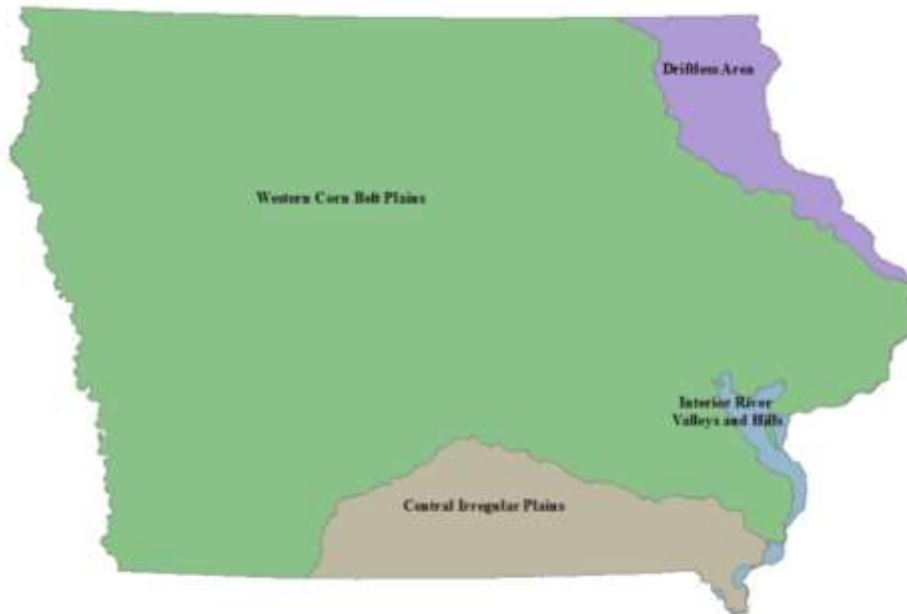 Driftless Area
Western Corn Belt Plains
Interior River
Valleys and Hills
Central Irregular Plains